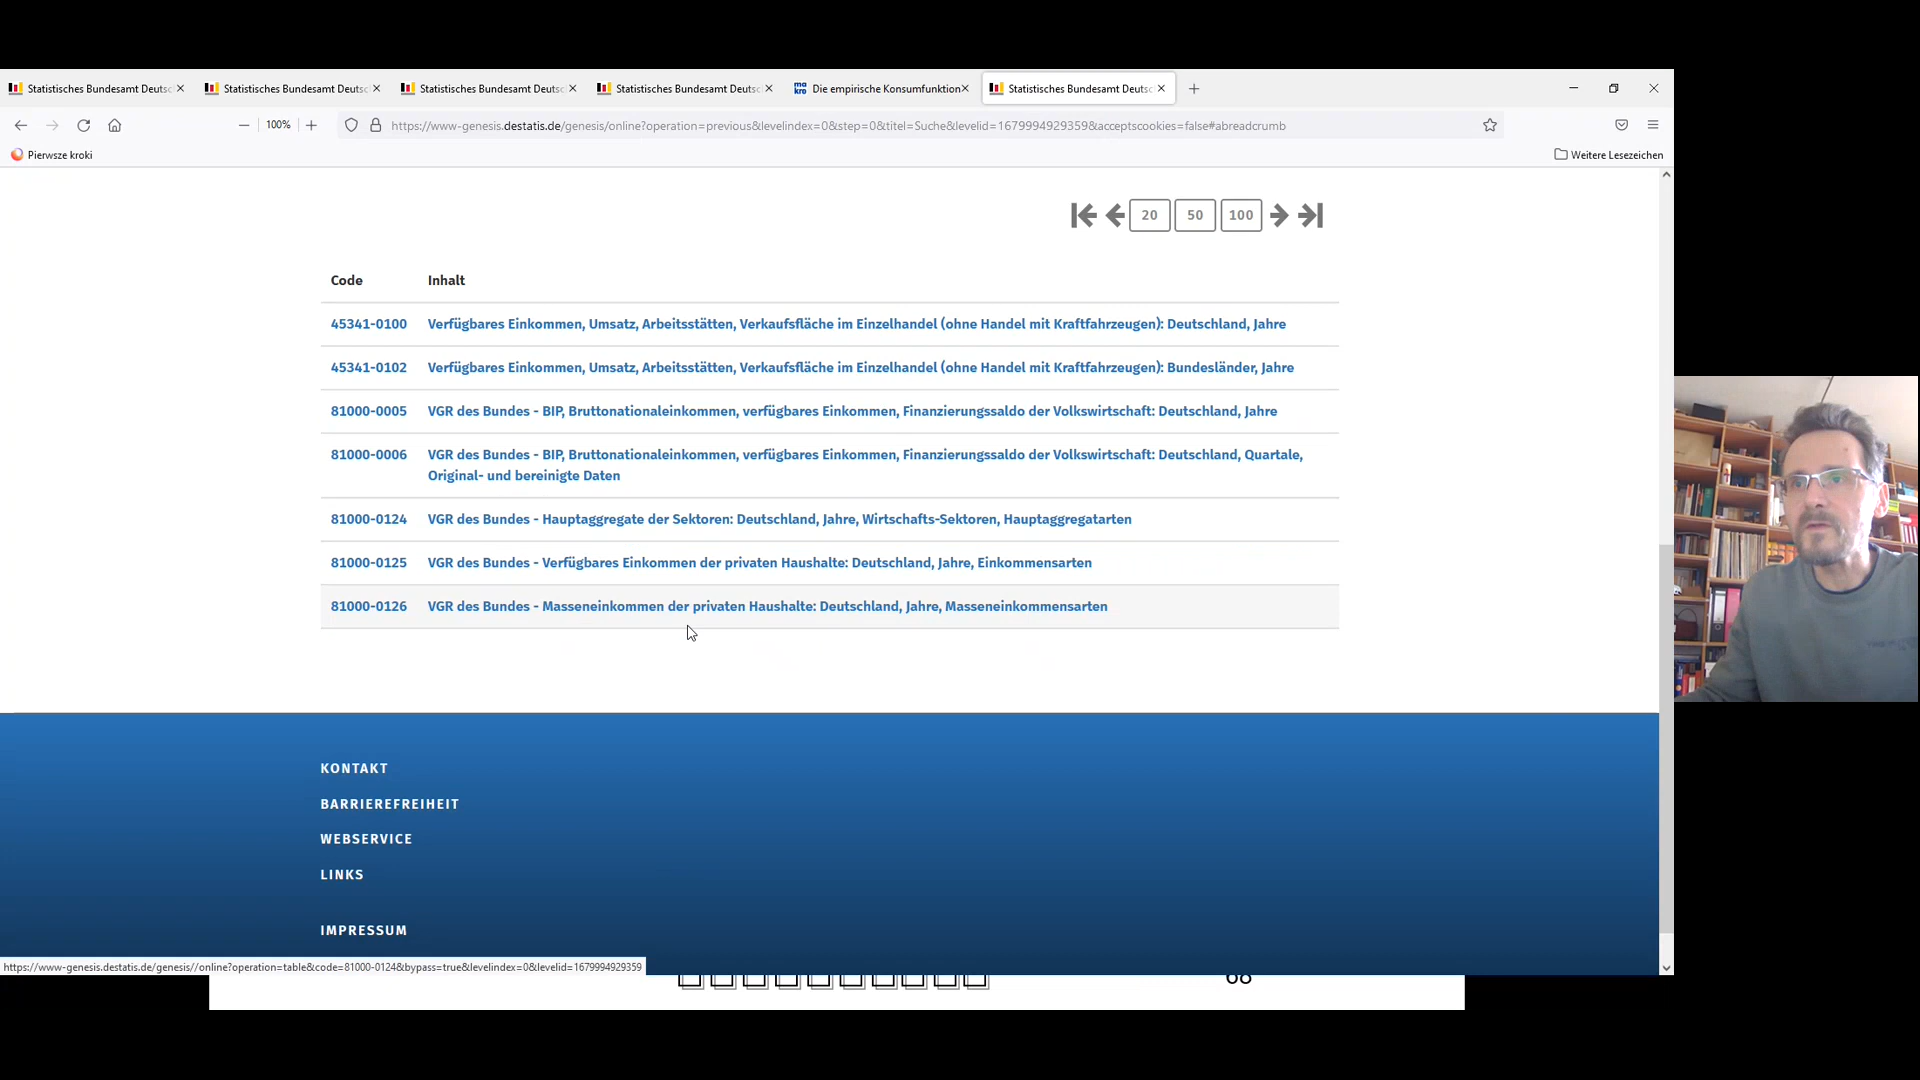 Statistisches Bundesamt Deutsc
Statistisches Bundesamt Deutsc
Statistisches Bundesamt Deutsc
Statistisches Bundesamt Deutsc
Die empirische Konsumfunktion
Statistisches Bundesamt Deutsc
100%
https://www-genesis.destatis.de/genesis/online?operation=previous&levelindex=0&step=0&titel=Suche&levelid=1679994929359&acceptscookies=false#abreadcrumb
Pierwsze kroki
Weitere Lesezeichen
20 50 100
Code Inhalt
45341-0100 Verfügbares Einkommen, Umsatz, Arbeitsstätten, Verkaufsfläche im Einzelhandel (ohne Handel mit Kraftfahrzeugen): Deutschland, Jahre
45341-0102 Verfügbares Einkommen, Umsatz, Arbeitsstätten, Verkaufsfläche im Einzelhandel (ohne Handel mit Kraftfahrzeugen): Bundesländer, Jahre
81000-0005 VGR des Bundes - BIP, Bruttonationaleinkommen, verfügbares Einkommen, Finanzierungssaldo der Volkswirtschaft: Deutschland, Jahre
81000-0006 VGR des Bundes - BIP, Bruttonationaleinkommen, verfügbares Einkommen, Finanzierungssaldo der Volkswirtschaft: Deutschland, Quartale,
Original- und bereinigte Daten
81000-0124 VGR des Bundes - Hauptaggregate der Sektoren: Deutschland, Jahre, Wirtschafts-Sektoren, Hauptaggregatarten
81000-0125 VGR des Bundes - Verfügbares Einkommen der privaten Haushalte: Deutschland, Jahre, Einkommensarten
81000-0126 VGR des Bundes - Masseneinkommen der privaten Haushalte: Deutschland, Jahre, Masseneinkommensarten
KONTAKT
BARRIEREFREIHEIT
WEBSERVICE
LINKS
IMPRESSUM
https://www-genesis.destatis.de/genesis//online?operation=table&code=81000-0124&bypass=true&levelindex=0&levelid=1679994929359
68